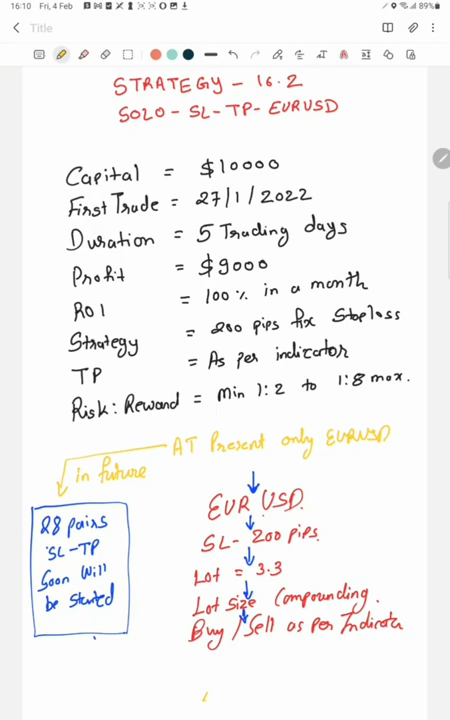 16:10 Fri, 4 Feb
89%
Title
STRATEGY - 16.2
SOLO - SL - TP - EURUSD
Capital = $10000
First Trade = 27/1/2022
Duration = 5 Trading days
Profit = $9000
ROI = 100% in a month
Strategy = 200 pips fix Stoploss
TP = As per indicator
Risk:Reward = Min 1:2 to 1:8 max.
AT Present only EURUSD
in future
28 pairs
SL-TP
Soon Will
be started
EUR USD
SL- 200 pips.
Lot = 3.3
Lot size Compounding.
Buy / Sell as per Indicator